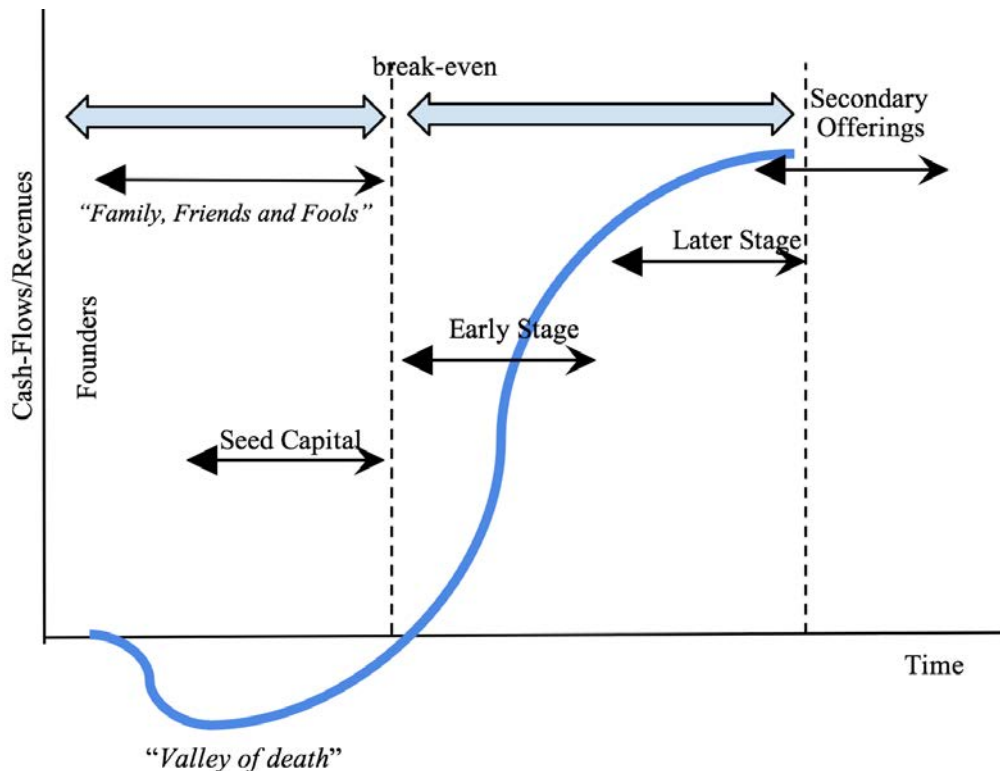 break-even
Secondary
Offerings
“Family, Friends and Fools”
Later Stage
Cash-Flows/Revenues
Founders
Early Stage
Seed Capital
Time
“Valley of death”